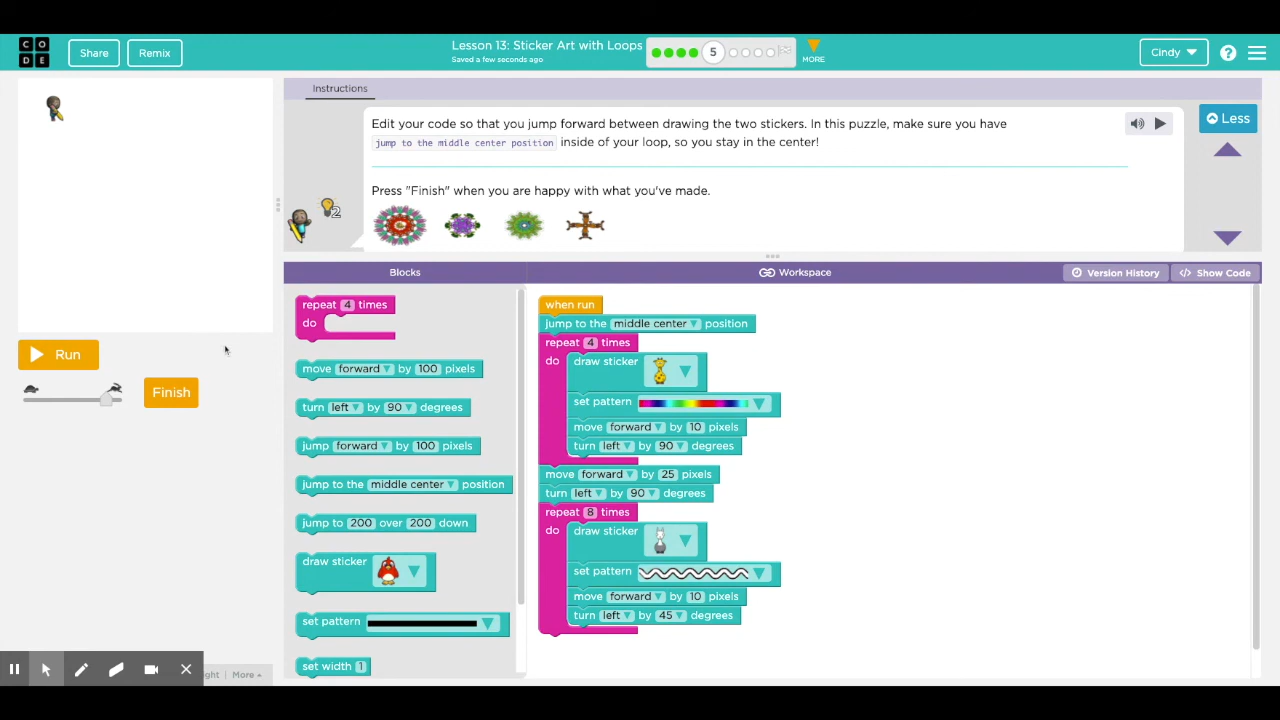 CODE
Share
Remix
Lesson 13: Sticker Art with Loops
Saved a few seconds ago
5
MORE
Cindy
?
Instructions
Edit your code so that you jump forward between drawing the two stickers. In this puzzle, make sure you have
jump to the middle center position inside of your loop, so you stay in the center!
Less
Press "Finish" when you are happy with what you've made.
2
Blocks
Workspace
Version History
</> Show Code
Run
Finish
repeat 4 times
do
move forward by 100 pixels
turn left by 90 degrees
jump forward by 100 pixels
jump to the middle center position
jump to 200 over 200 down
draw sticker
set pattern
set width 1
when run
jump to the middle center position
repeat 4 times
do draw sticker
set pattern
move forward by 10 pixels
turn left by 90 degrees
move forward by 25 pixels
turn left by 90 degrees
repeat 8 times
do draw sticker
set pattern
move forward by 10 pixels
turn left by 45 degrees
ght More